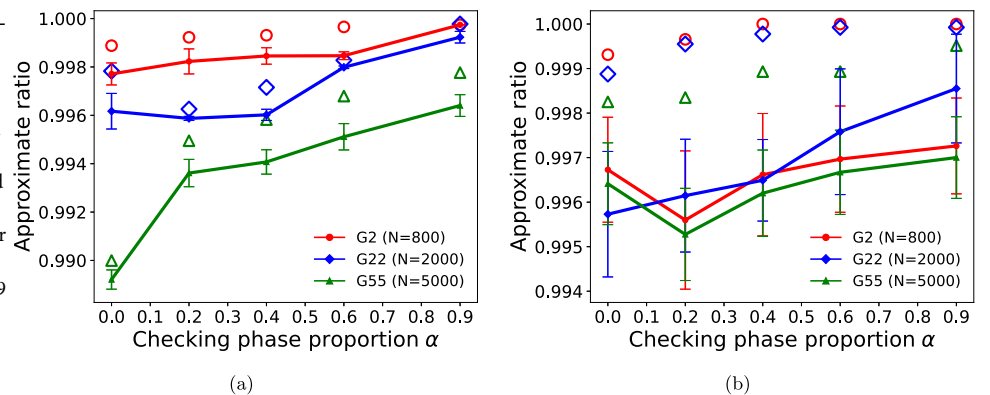 (a)
Approximate ratio
1.000
0.998
0.996
0.994
0.992
0.990
G2 (N=800)
G22 (N=2000)
G55 (N=5000)
0.0 0.1 0.2 0.3 0.4 0.5 0.6 0.7 0.8 0.9
Checking phase proportion α
(a)
(b)
Approximate ratio
1.000
0.999
0.998
0.997
0.996
0.995
0.994
G2 (N=800)
G22 (N=2000)
G55 (N=5000)
0.0 0.1 0.2 0.3 0.4 0.5 0.6 0.7 0.8 0.9
Checking phase proportion α
(b)